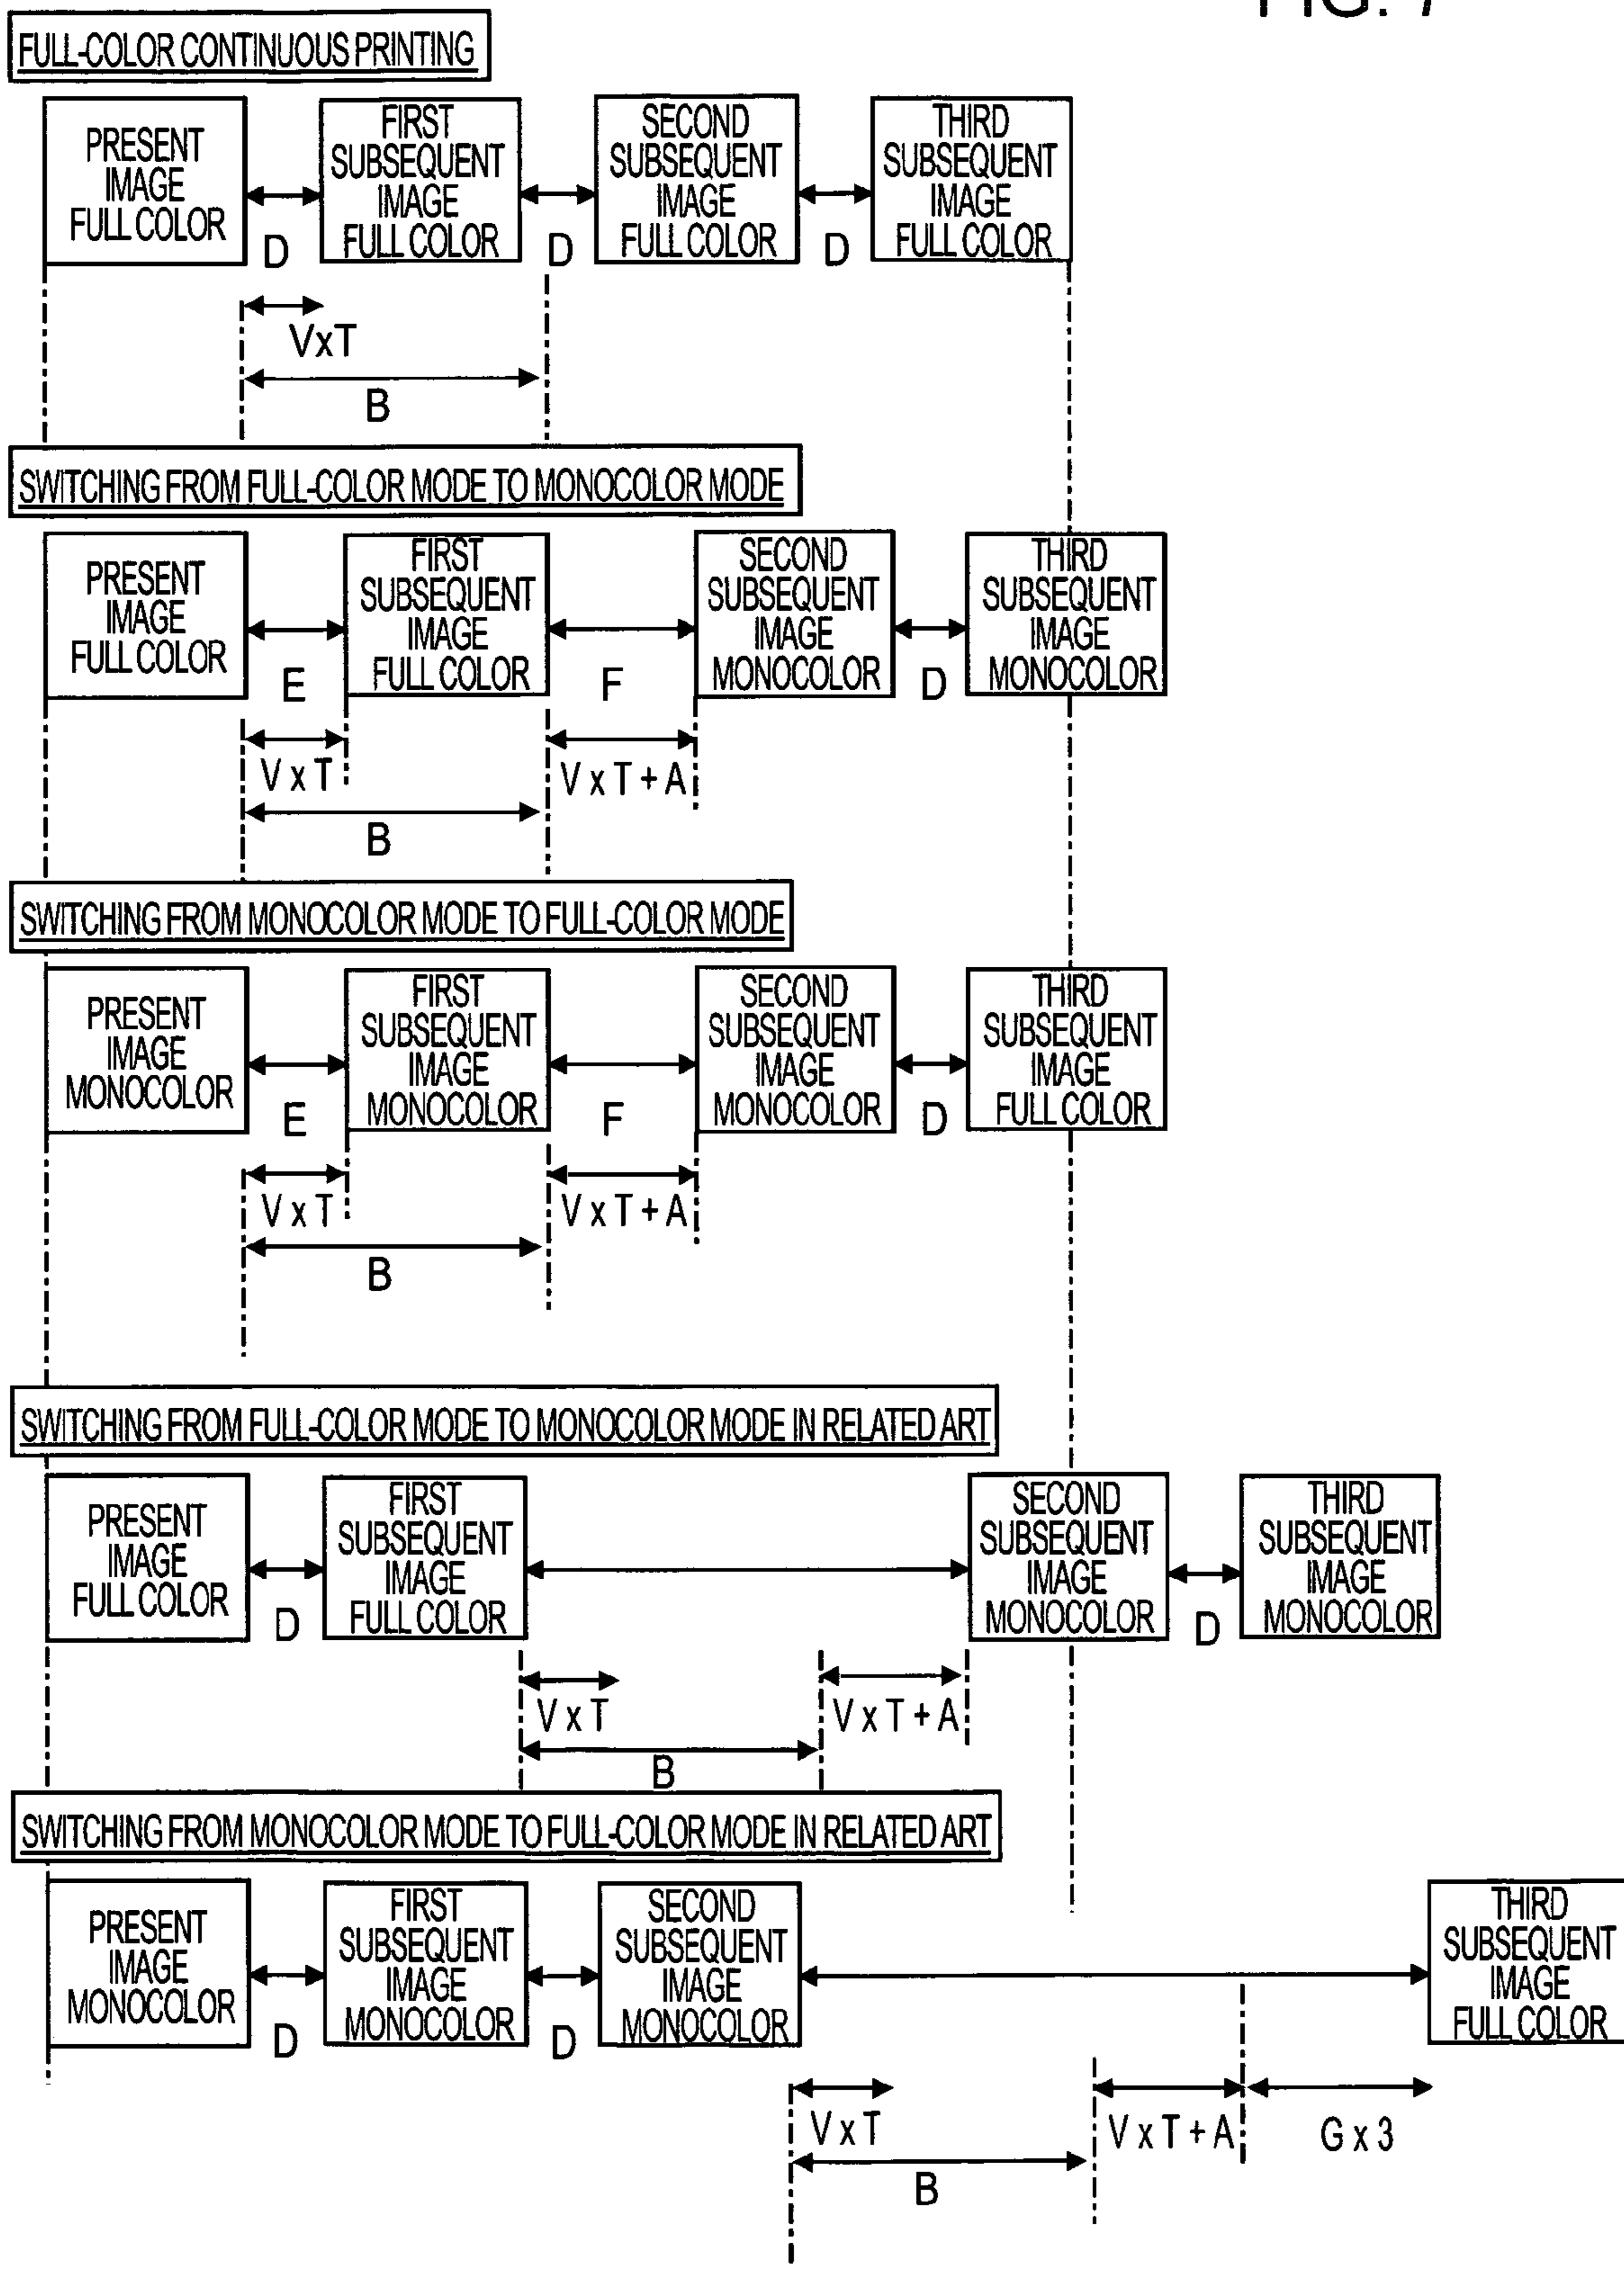 FIG. 7
FULL-COLOR CONTINUOUS PRINTING
PRESENT
IMAGE
FULL COLOR
D
FIRST
SUBSEQUENT
IMAGE
FULL COLOR
D
SECOND
SUBSEQUENT
IMAGE
FULL COLOR
D
THIRD
SUBSEQUENT
IMAGE
FULL COLOR
VxT
B
SWITCHING FROM FULL-COLOR MODE TO MONOCOLOR MODE
PRESENT
IMAGE
FULL COLOR
E
FIRST
SUBSEQUENT
IMAGE
FULL COLOR
F
SECOND
SUBSEQUENT
IMAGE
MONOCOLOR
D
THIRD
SUBSEQUENT
IMAGE
MONOCOLOR
V x T
V x T + A
B
SWITCHING FROM MONOCOLOR MODE TO FULL-COLOR MODE
PRESENT
IMAGE
MONOCOLOR
E
FIRST
SUBSEQUENT
IMAGE
MONOCOLOR
F
SECOND
SUBSEQUENT
IMAGE
MONOCOLOR
D
THIRD
SUBSEQUENT
IMAGE
FULL COLOR
V x T
V x T + A
B
SWITCHING FROM FULL-COLOR MODE TO MONOCOLOR MODE IN RELATED ART
PRESENT
IMAGE
FULL COLOR
D
FIRST
SUBSEQUENT
IMAGE
FULL COLOR
SECOND
SUBSEQUENT
IMAGE
MONOCOLOR
D
THIRD
SUBSEQUENT
IMAGE
MONOCOLOR
V x T
V x T + A
B
SWITCHING FROM MONOCOLOR MODE TO FULL-COLOR MODE IN RELATED ART
PRESENT
IMAGE
MONOCOLOR
D
FIRST
SUBSEQUENT
IMAGE
MONOCOLOR
D
SECOND
SUBSEQUENT
IMAGE
MONOCOLOR
THIRD
SUBSEQUENT
IMAGE
FULL COLOR
V x T
V x T + A
G x 3
B